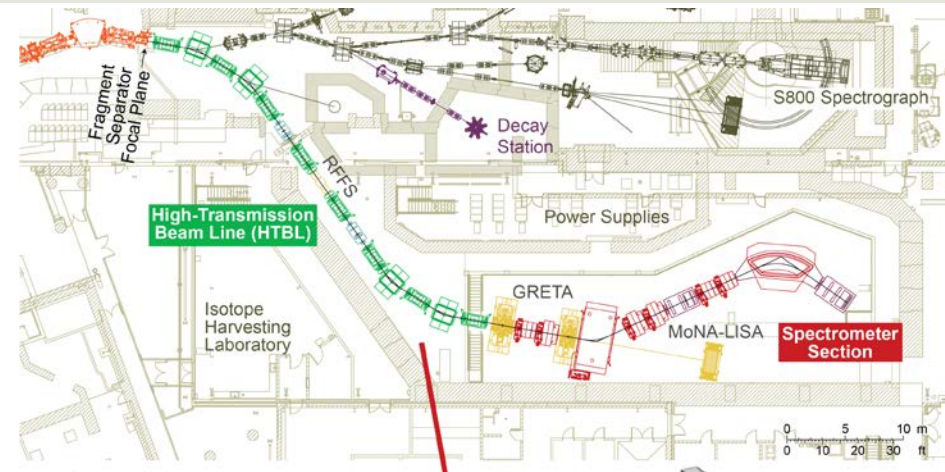 Fragment
Separator
Focal Plane
S800 Spectrograph
Decay
Station
RFFS
High-Transmission
Beam Line (HTBL)
Power Supplies
GRETA
Isotope
Harvesting
Laboratory
MoNA-LISA
Spectrometer
Section
0 5 10 m
0 10 20 30 ft